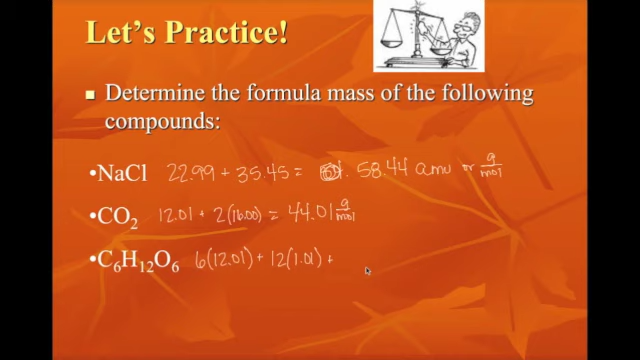 Let's Practice!
■ Determine the formula mass of the following
compounds:
•NaCl 22.99 + 35.45 = 58.44 amu or g/mol
•CO₂ 12.01 + 2(16.00) = 44.01 g/mol
•C₆H₁₂O₆ 6(12.01) + 12(1.01) +